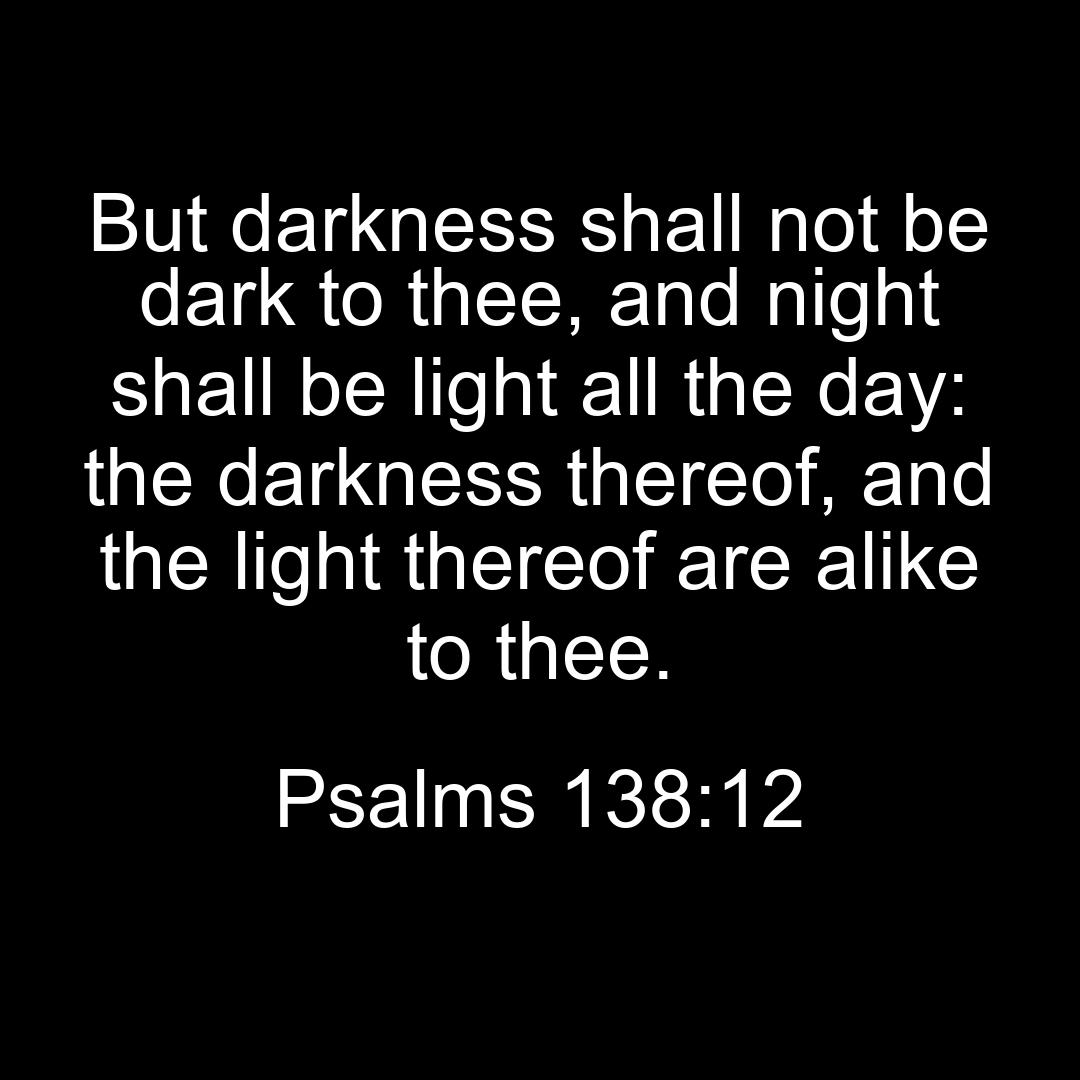 But darkness shall not be
dark to thee, and night
shall be light all the day:
the darkness thereof, and
the light thereof are alike
to thee.
Psalms 138:12